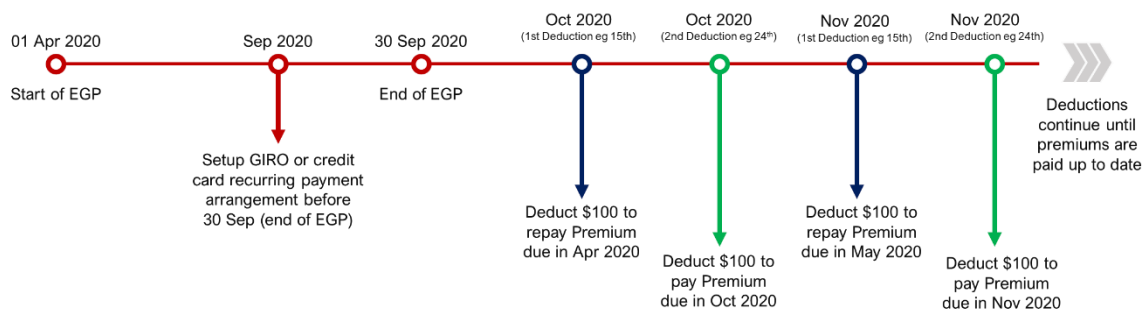 01 Apr 2020
Start of EGP
Sep 2020
Setup GIRO or credit
card recurring payment
arrangement before
30 Sep (end of EGP)
30 Sep 2020
End of EGP
Oct 2020
(1st Deduction eg 15th)
Deduct $100 to
repay Premium
due in Apr 2020
Oct 2020
(2nd Deduction eg 24th)
Deduct $100 to
pay Premium
due in Oct 2020
Nov 2020
(1st Deduction eg 15th)
Deduct $100 to
repay Premium
due in May 2020
Nov 2020
(2nd Deduction eg 24th)
Deduct $100 to
pay Premium
due in Nov 2020
Deductions
continue until
premiums are
paid up to date